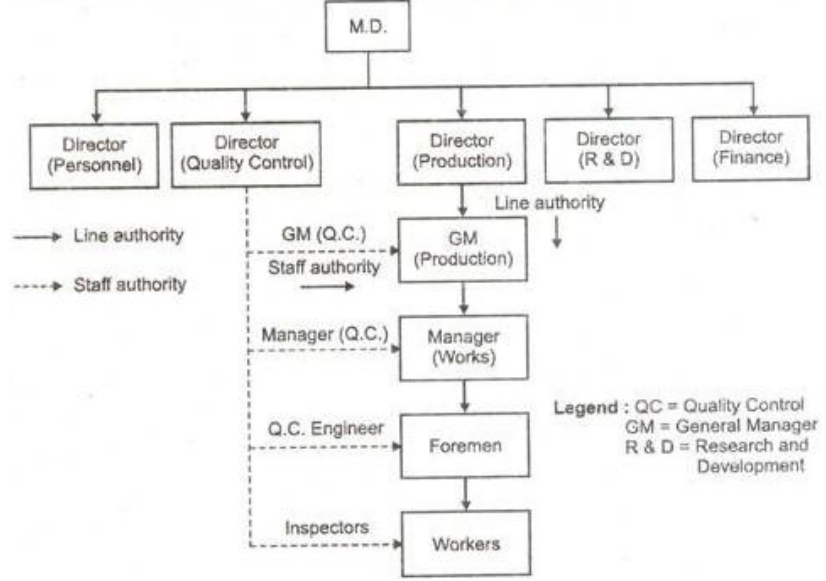 M.D.
Director
(Personnel)
Director
(Quality Control)
Director
(Production)
Director
(R & D)
Director
(Finance)
Line authority
Line authority
Staff authority
GM (Q.C.)
Staff authority
GM
(Production)
Manager (Q.C.)
Manager
(Works)
Q.C. Engineer
Foremen
Inspectors
Workers
Legend : QC = Quality Control
GM = General Manager
R & D = Research and
Development